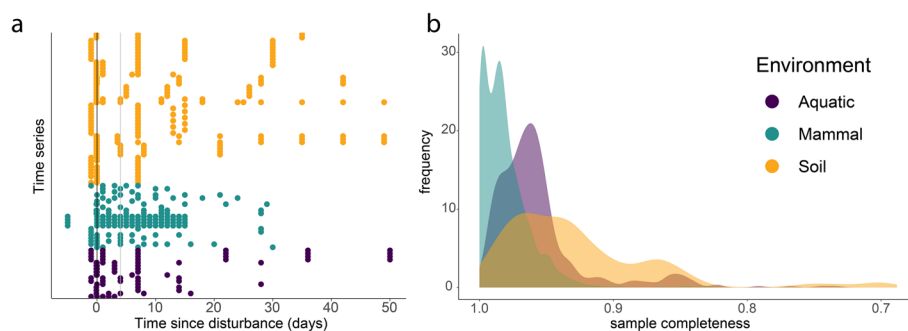 a
Time series
0
10
20
30
40
50
Time since disturbance (days)
b
frequency
30
20
10
0
1.0
0.9
0.8
0.7
sample completeness
Environment
Aquatic
Mammal
Soil